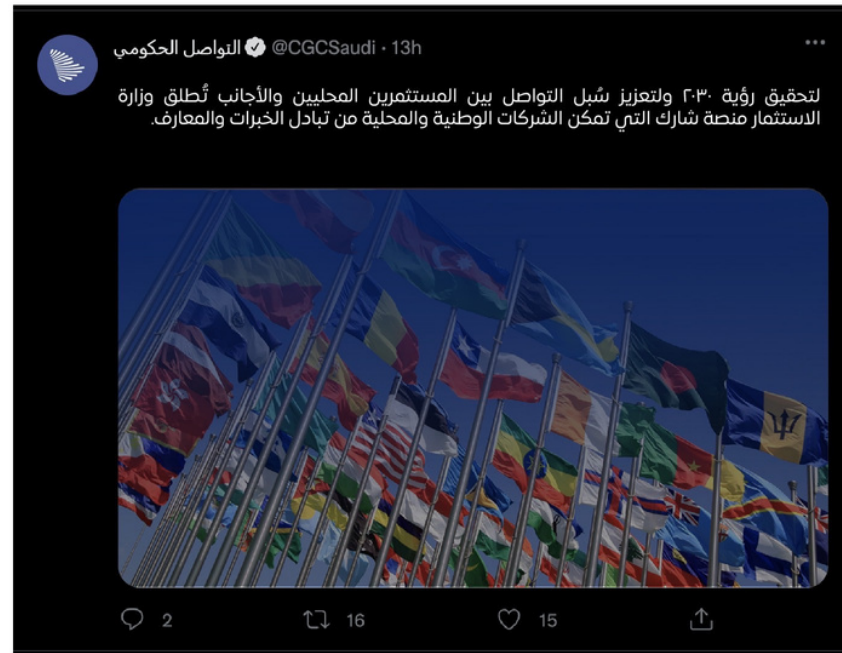 التواصل الحكومي @CGCSaudi · 13h
لتحقيق رؤية ٢٠٣٠ ولتعزيز سُبل التواصل بين المستثمرين المحليين والأجانب تُطلق وزارة
الاستثمار منصة شارك التي تمكن الشركات الوطنية والمحلية من تبادل الخبرات والمعارف.
2 16 15